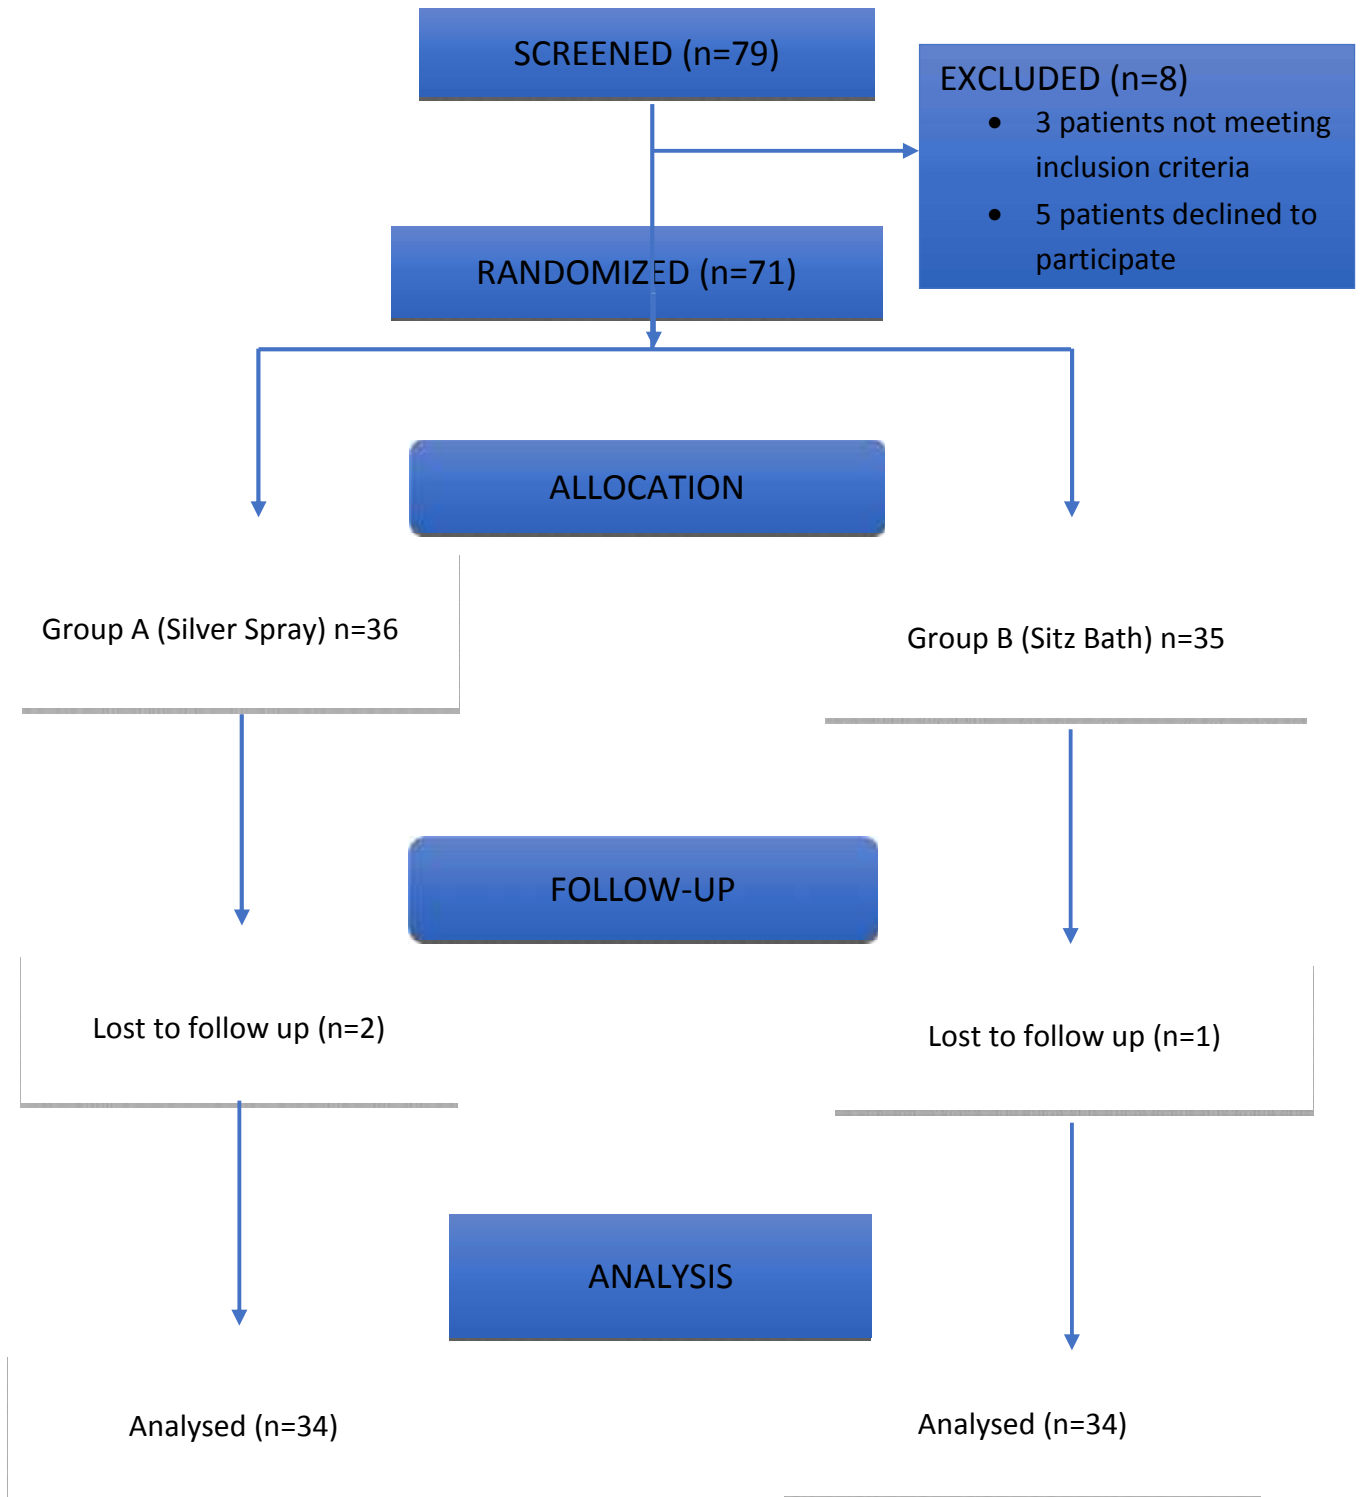 SCREENED (n=79)
EXCLUDED (n=8)
• 3 patients not meeting
inclusion criteria
• 5 patients declined to
participate
RANDOMIZED (n=71)
ALLOCATION
Group A (Silver Spray) n=36
Group B (Sitz Bath) n=35
FOLLOW-UP
Lost to follow up (n=2)
Lost to follow up (n=1)
ANALYSIS
Analysed (n=34)
Analysed (n=34)